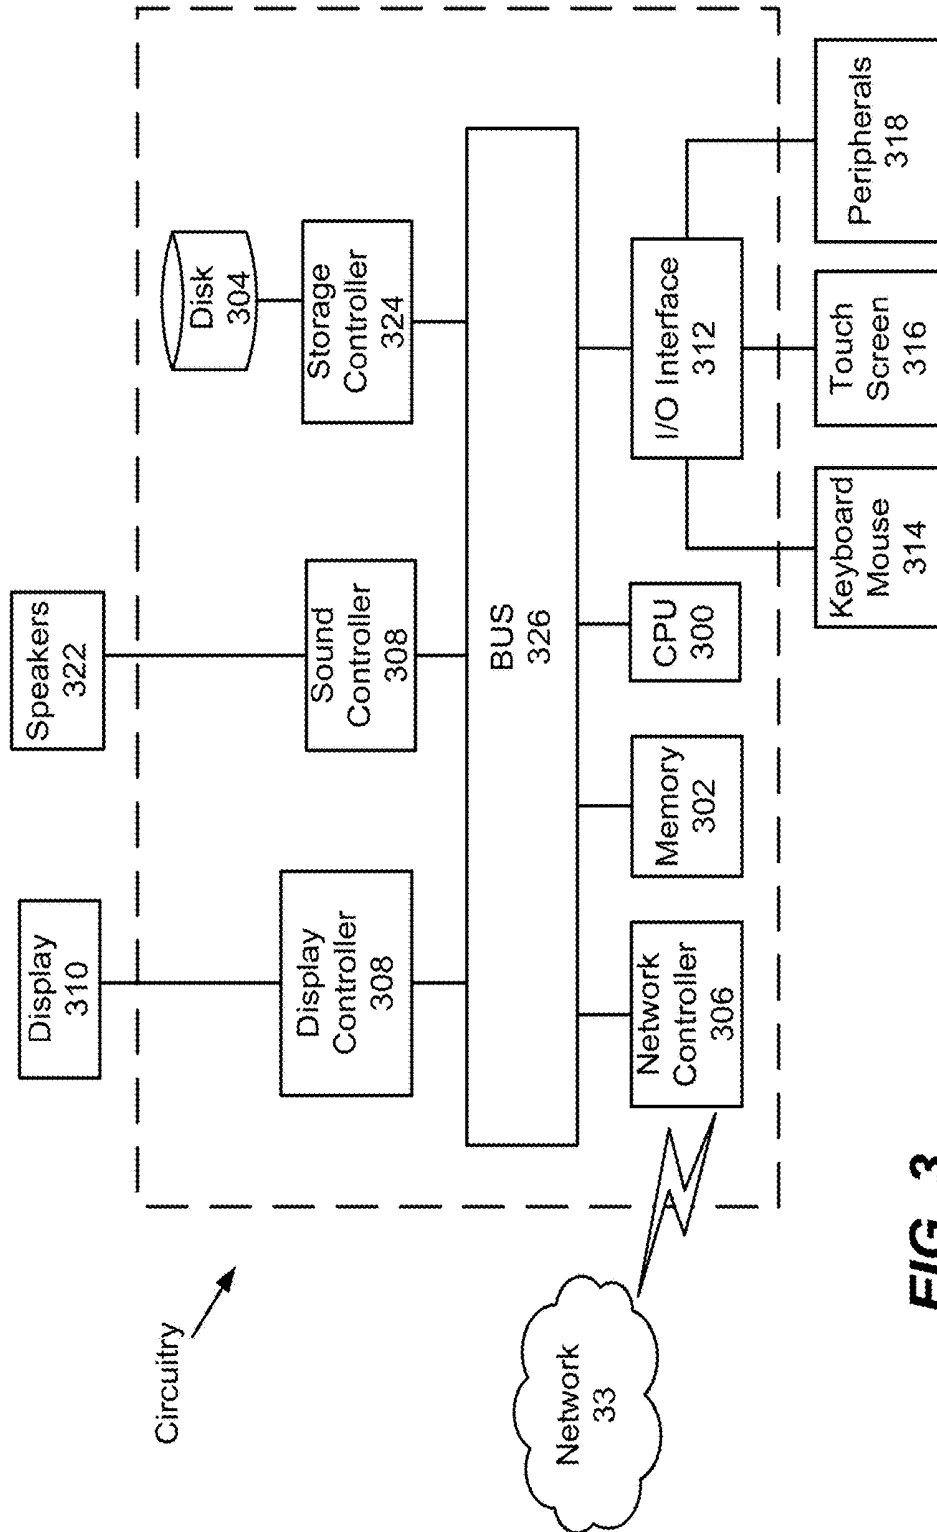 Circuitry
Display
310
Speakers
322
Disk
304
Display
Controller
308
Sound
Controller
308
Storage
Controller
324
BUS
326
Network
33
Network
Controller
306
Memory
302
CPU
300
I/O Interface
312
Keyboard
Mouse
314
Touch
Screen
316
Peripherals
318
FIG. 3